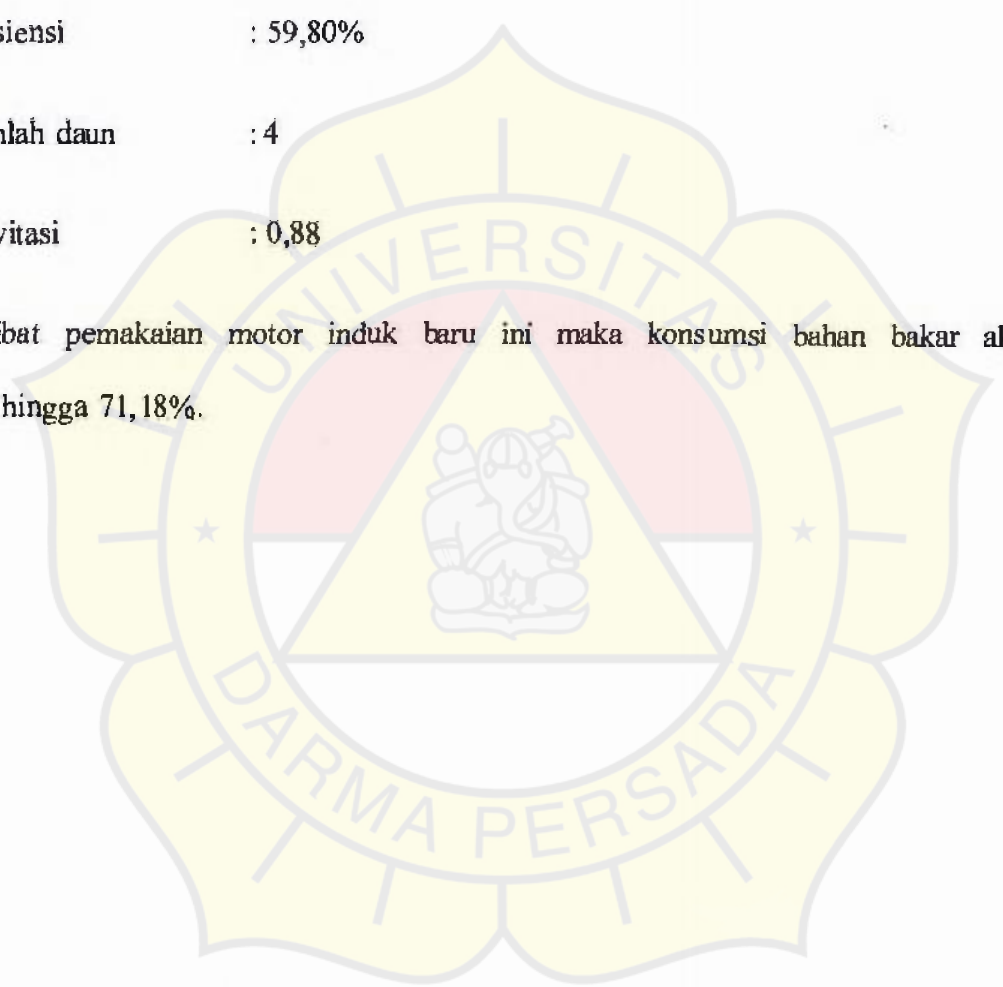 siensi : 59,80%
nlah daun : 4
vitasi : 0,88
bat pemakaian motor induk baru ini maka konsumsi bahan bakar al
hingga 71,18%.
UNIVERSITAS
DARMA PERSADA